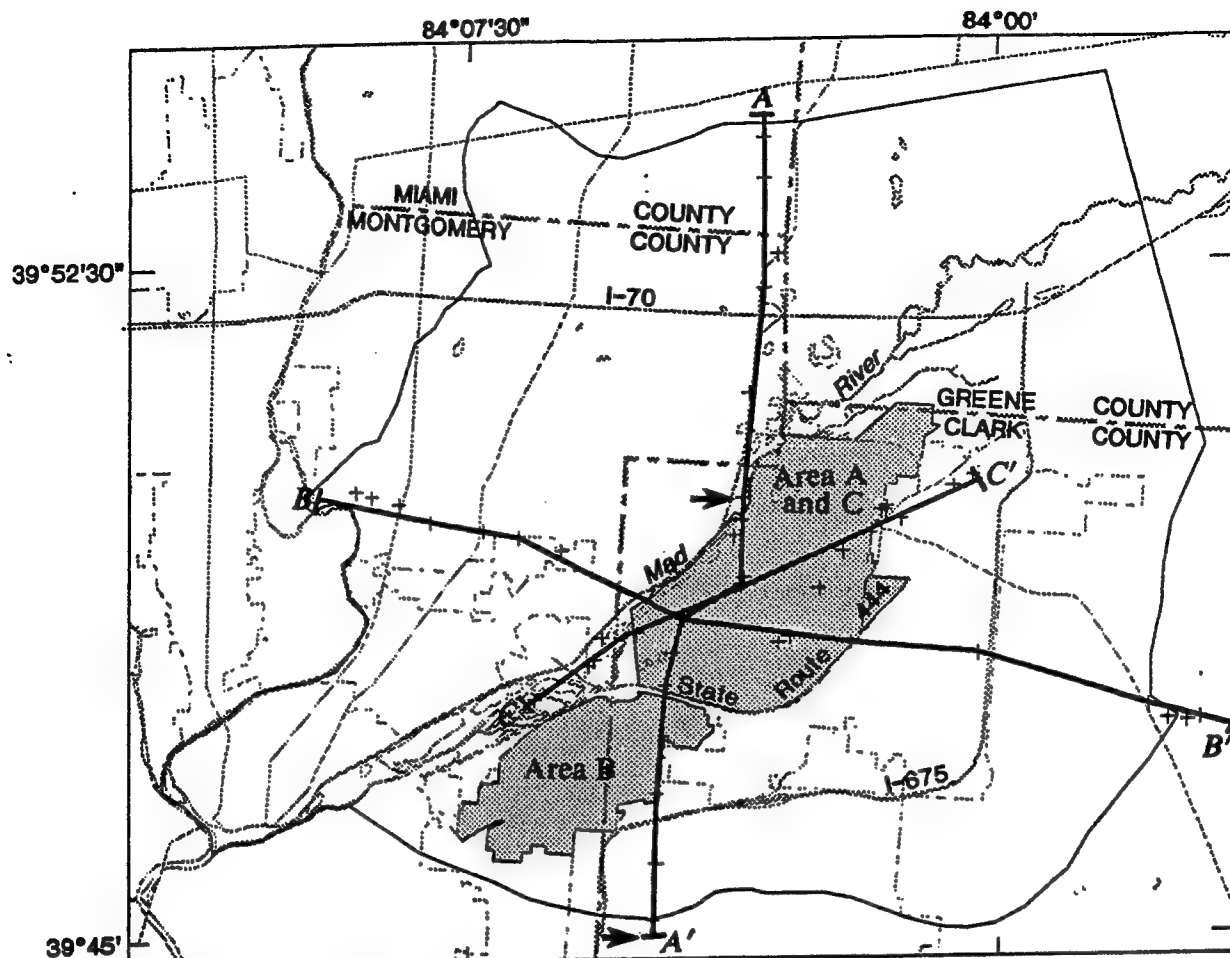 84°07'30"
84°00'
A
MIAMI COUNTY
MONTGOMERY COUNTY
39°52'30"
I-70
River
GREENE COUNTY
CLARK COUNTY
Area A
and C
C'
B
Mad
444
State Route
B'
Area B
I-675
39°45'
A'